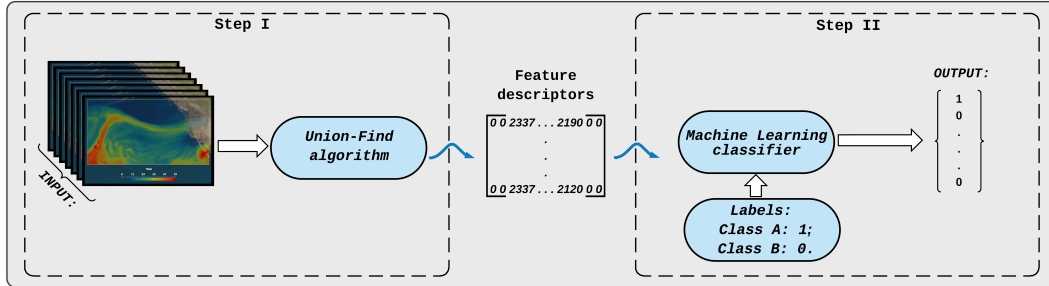 Step I
INPUT:
Union-Find
algorithm
Feature
descriptors
0 0 2337 . . . 2190 0 0
.
.
.
0 0 2337 . . . 2120 0 0
Step II
Machine Learning
classifier
Labels:
Class A: 1;
Class B: 0.
OUTPUT:
1
0
.
.
.
0